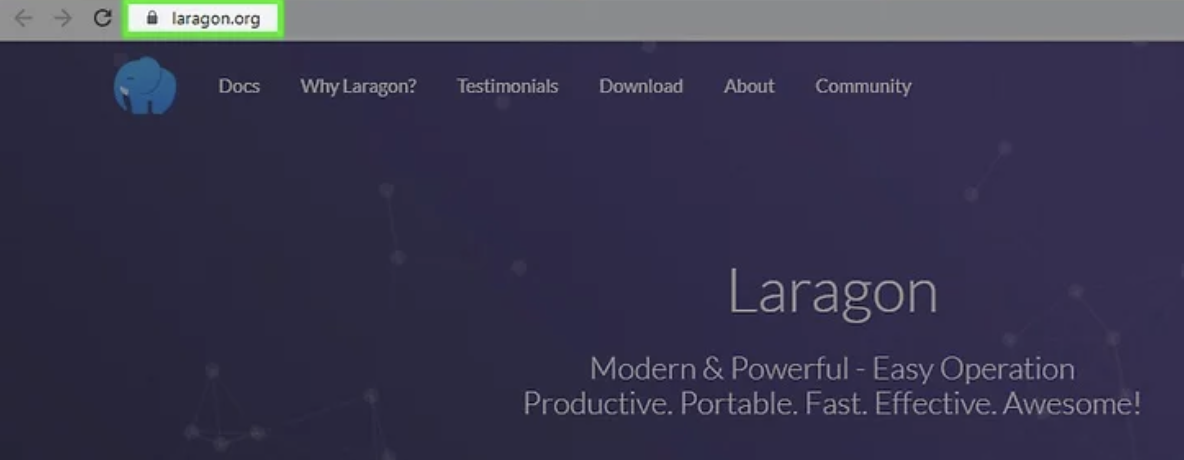 laragon.org
Docs Why Laragon? Testimonials Download About Community
Laragon
Modern & Powerful - Easy Operation
Productive. Portable. Fast. Effective. Awesome!